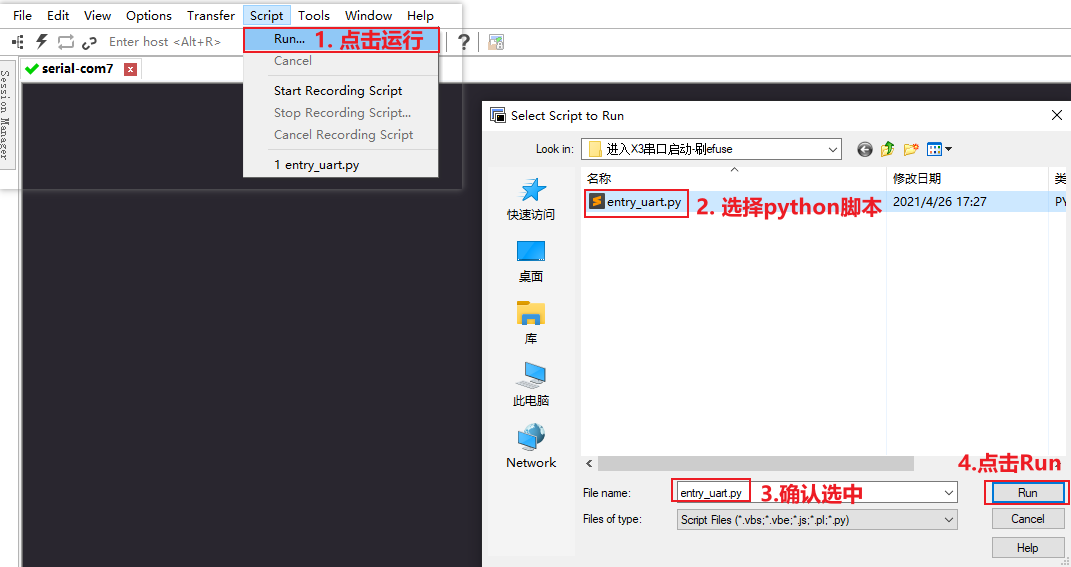 File Edit View Options Transfer Script Tools Window Help
Enter host <Alt+R>
Run... 1. 点击运行
?
Session Manager
serial-com7
Cancel
Start Recording Script
Stop Recording Script...
Cancel Recording Script
1 entry_uart.py
Select Script to Run
Look in: 进入X3串口启动-刷efuse
名称 修改日期 类
entry_uart.py 2. 选择python脚本 2021/4/26 17:27 PY
快速访问
桌面
库
此电脑
Network
4.点击Run
File name: entry_uart.py 3.确认选中 Run
Files of type: Script Files (*.vbs;*.vbe;*.js;*.pl;*.py) Cancel
Help